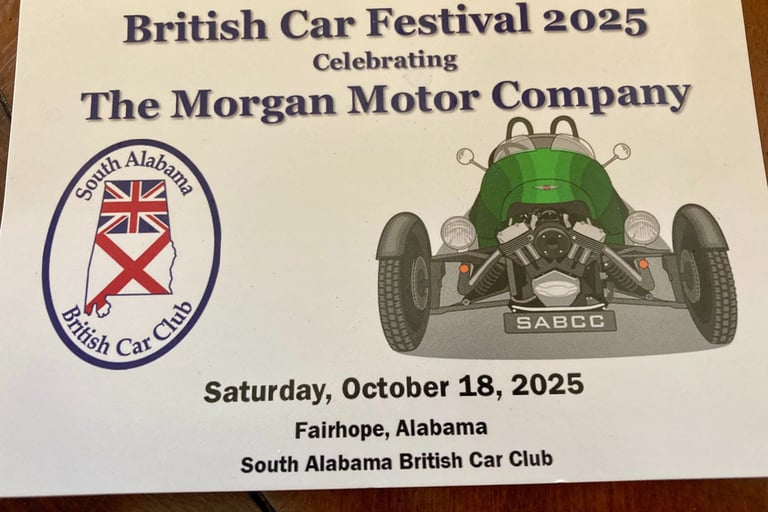 British Car Festival 2025
Celebrating
The Morgan Motor Company
South Alabama
British Car Club
SABCC
Saturday, October 18, 2025
Fairhope, Alabama
South Alabama British Car Club